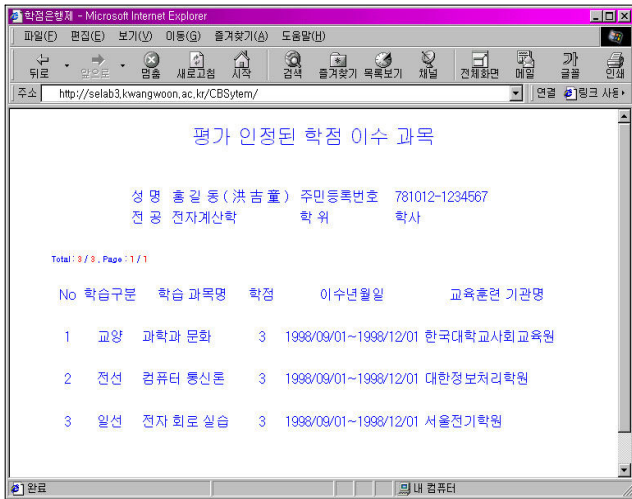 학점은행제 - Microsoft Internet Explorer
파일(F) 편집(E) 보기(V) 이동(G) 즐겨찾기(A) 도움말(H)
뒤로 앞으로 멈춤 새로고침 시작 검색 즐겨찾기 목록보기 채널 전체화면 메일 글꼴 인쇄
주소 http://selab3.kwangwoon.ac.kr/CBSytem/ 연결 링크 사용
평가 인정된 학점 이수 과목
성 명 홍 길 동 ( 洪 吉 童 ) 주민등록번호 781012-1234567
전 공 전자계산학 학 위 학사
Total : 3 / 3 , Page : 1 / 1
No 학습구분 학습 과목명 학점 이수년월일 교육훈련 기관명
1 교양 과학과 문화 3 1998/09/01~1998/12/01 한국대학교사회교육원
2 전선 컴퓨터 통신론 3 1998/09/01~1998/12/01 대한정보처리학원
3 일선 전자 회로 실습 3 1998/09/01~1998/12/01 서울전기학원
완료 내 컴퓨터